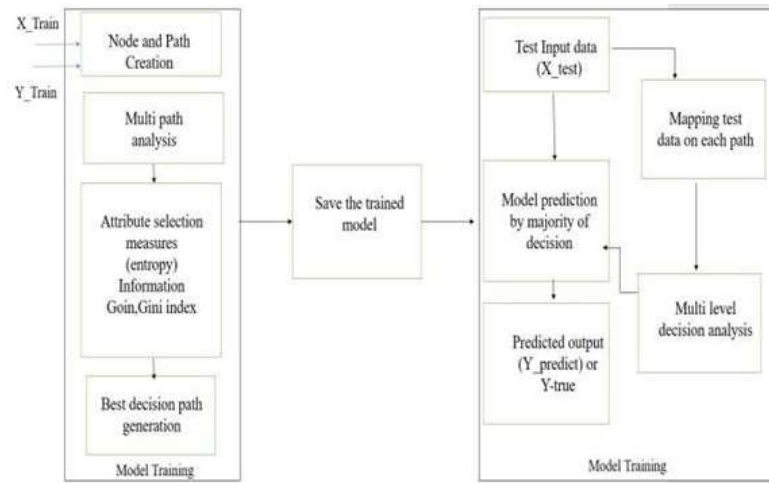 X_Train
Y_Train
Node and Path
Creation
Multi path
analysis
Attribute selection
measures
(entropy)
Information
Goin,Gini index
Best decision path
generation
Model Training
Save the trained
model
Test Input data
(X_test)
Mapping test
data on each path
Model prediction
by majority of
decision
Multi level
decision analysis
Predicted output
(Y_predict) or
Y-true
Model Training